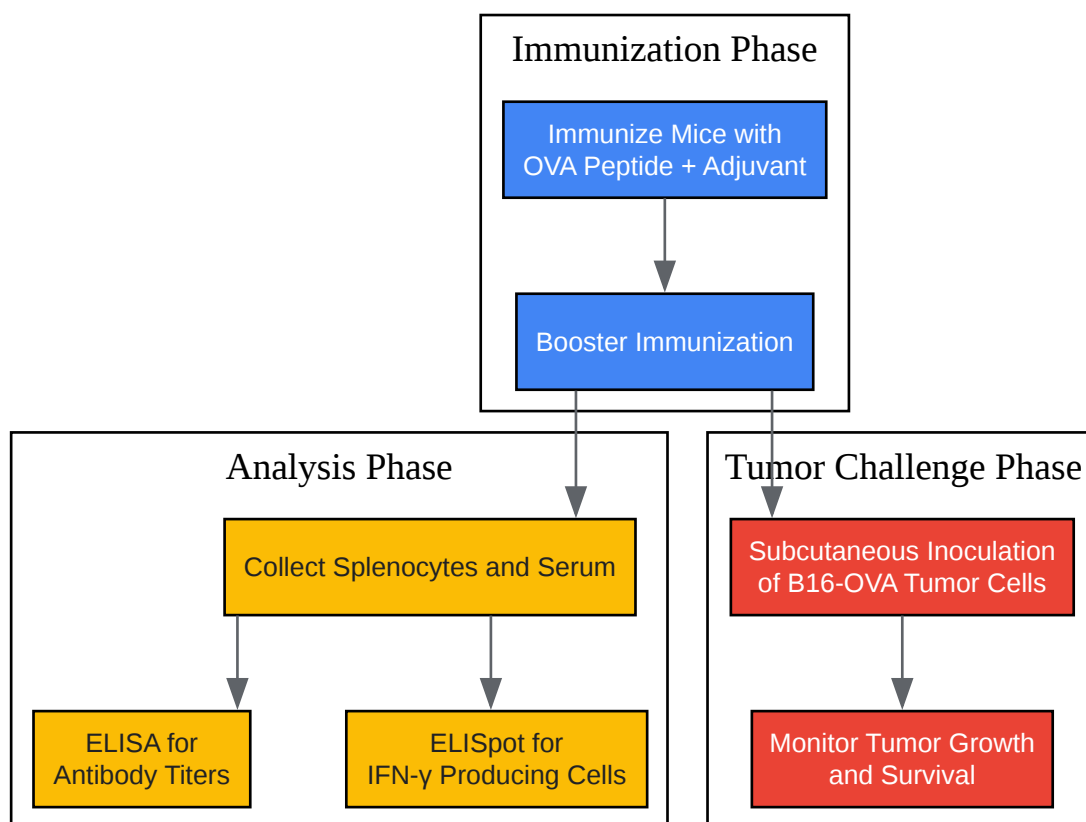 Immunization Phase
Immunize Mice with
OVA Peptide + Adjuvant
Booster Immunization
Analysis Phase
Collect Splenocytes and Serum
ELISA for
Antibody Titers
ELISpot for
IFN-γ Producing Cells
Tumor Challenge Phase
Subcutaneous Inoculation
of B16-OVA Tumor Cells
Monitor Tumor Growth
and Survival